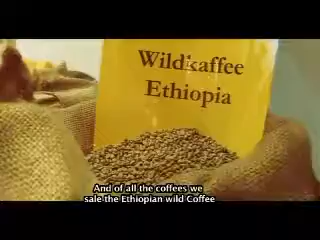 Wildkaffee
Ethiopia
And of all the coffees we
sale the Ethiopian wild Coffee